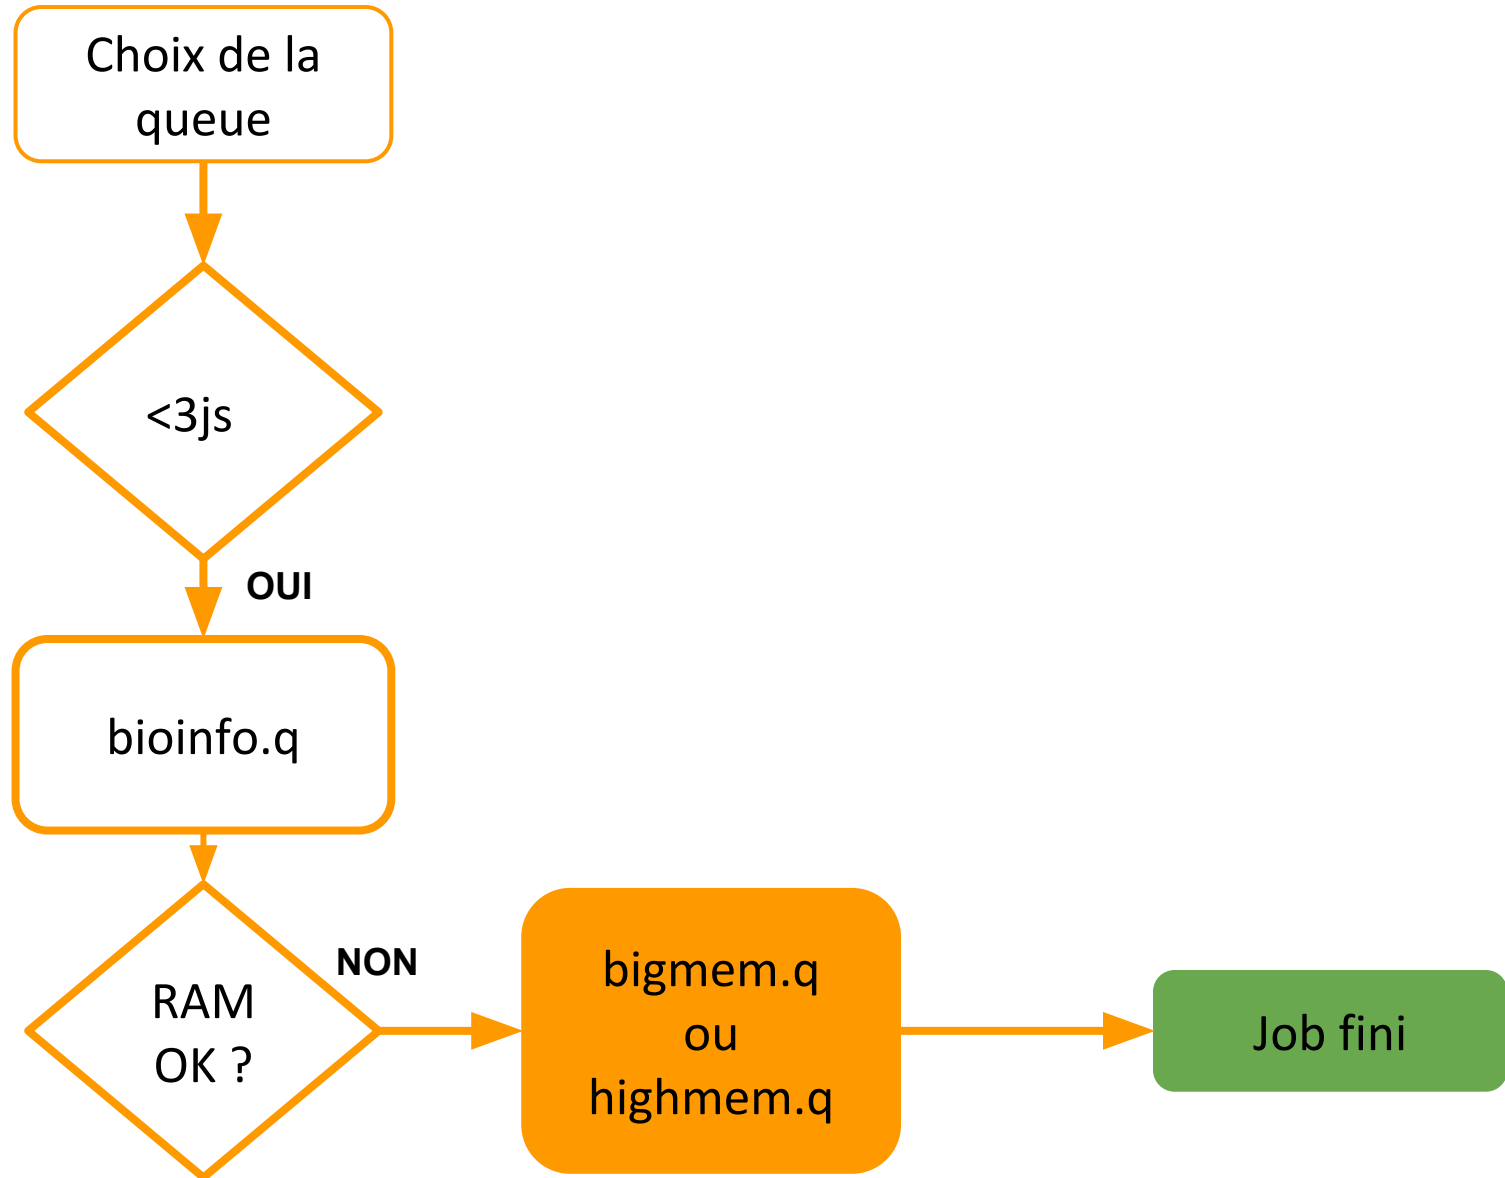 Choix de la
queue
<3js
OUI
bioinfo.q
NON
RAM
OK ?
bigmem.q
ou
highmem.q
Job fini